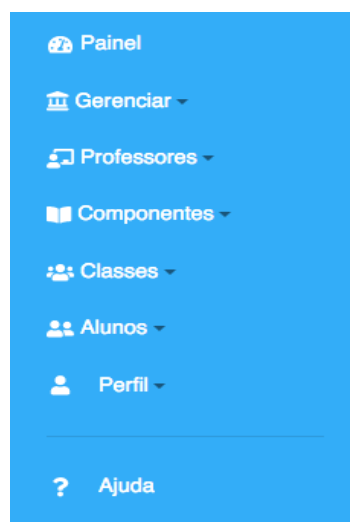 Painel
Gerenciar
Professores
Componentes
Classes
Alunos
Perfil
? Ajuda